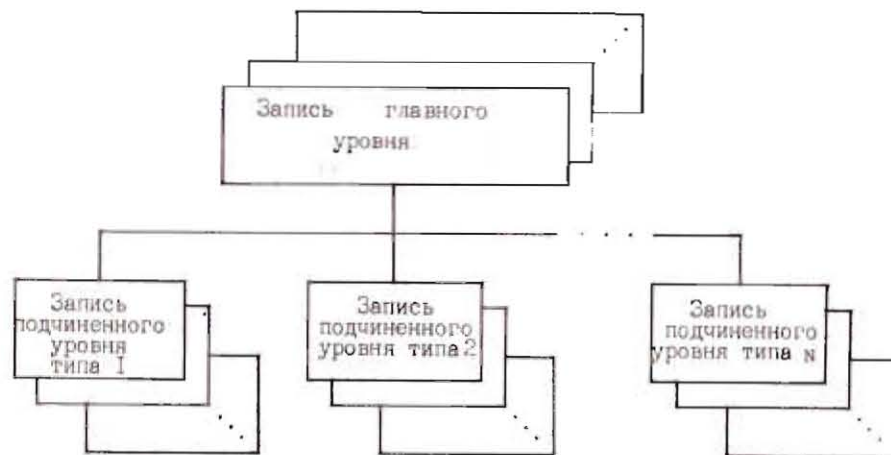 Запись главного
уровня
Запись
подчиненного
уровня
типа I
Запись
подчиненного
уровня типа 2
Запись
подчиненного
уровня типа N